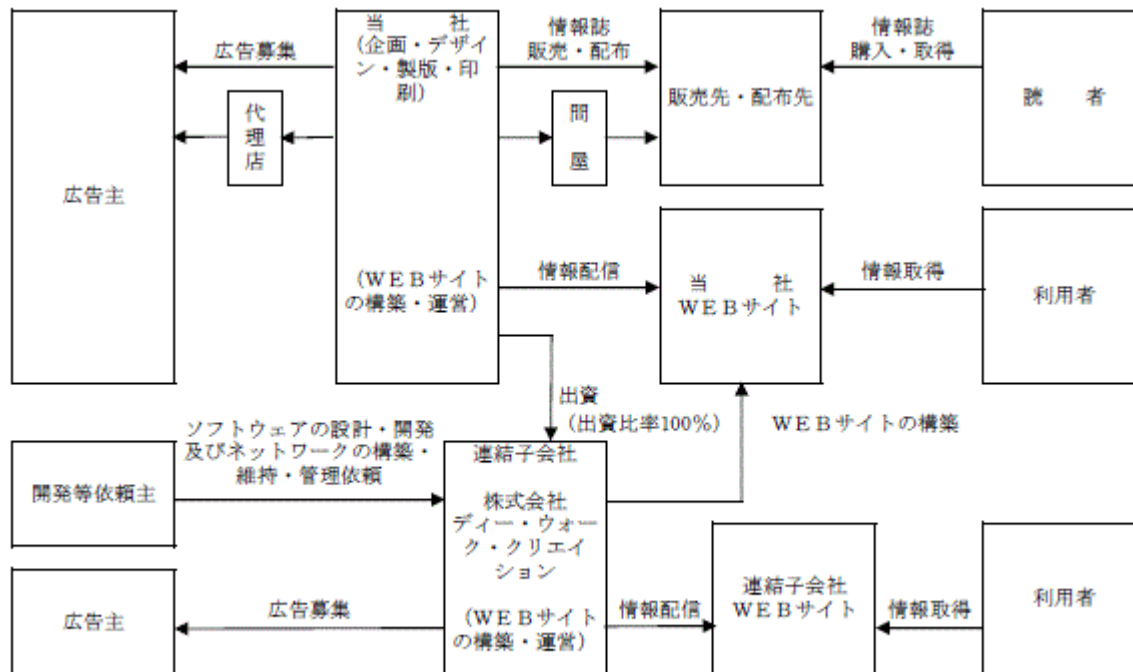 当　　社
（企画・デザイ
ン・製版・印
刷）
広告募集
代
理
店
広告主
情報誌
販売・配布
問
屋
販売先・配布先
情報誌
購入・取得
読　　者
（ＷＥＢサイト
の構築・運営）
情報配信
当　　社
ＷＥＢサイト
情報取得
利用者
出資
（出資比率100％）
ＷＥＢサイトの構築
ソフトウェアの設計・開発
及びネットワークの構築・
維持・管理依頼
開発等依頼主
連結子会社
株式会社
ディー・ウォー
ク・クリエイ
ション
（ＷＥＢサイト
の構築・運営）
広告募集
広告主
情報配信
連結子会社
ＷＥＢサイト
情報取得
利用者